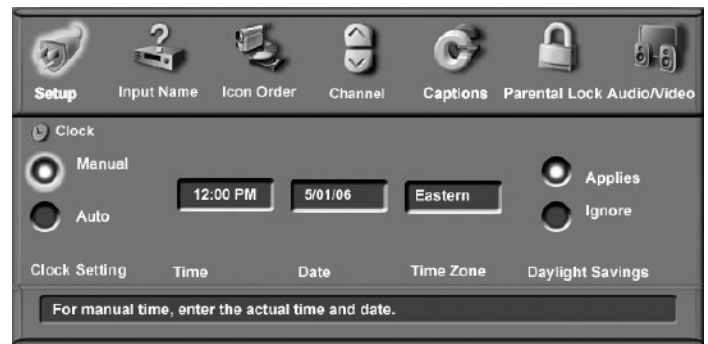 Setup Input Name Icon Order Channel Captions Parental Lock Audio/Video
Clock
Manual
12:00 PM 5/01/06 Eastern
Applies
Auto
Ignore
Clock Setting Time Date Time Zone Daylight Savings
For manual time, enter the actual time and date.